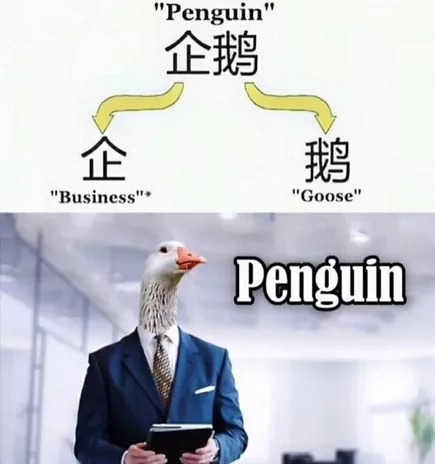 "Penguin"
企鹅
企 鹅
"Business"* "Goose"
Penguin